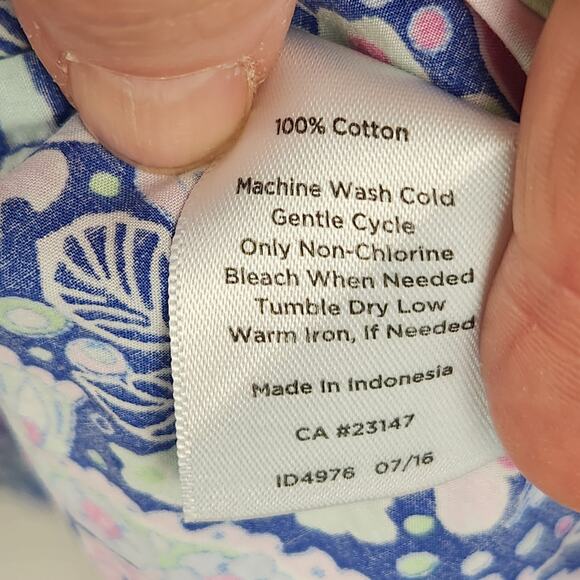 100% Cotton
Machine Wash Cold
Gentle Cycle
Only Non-Chlorine
Bleach When Needed
Tumble Dry Low
Warm Iron, If Needed
Made In Indonesia
CA #23147
ID4976 07/16